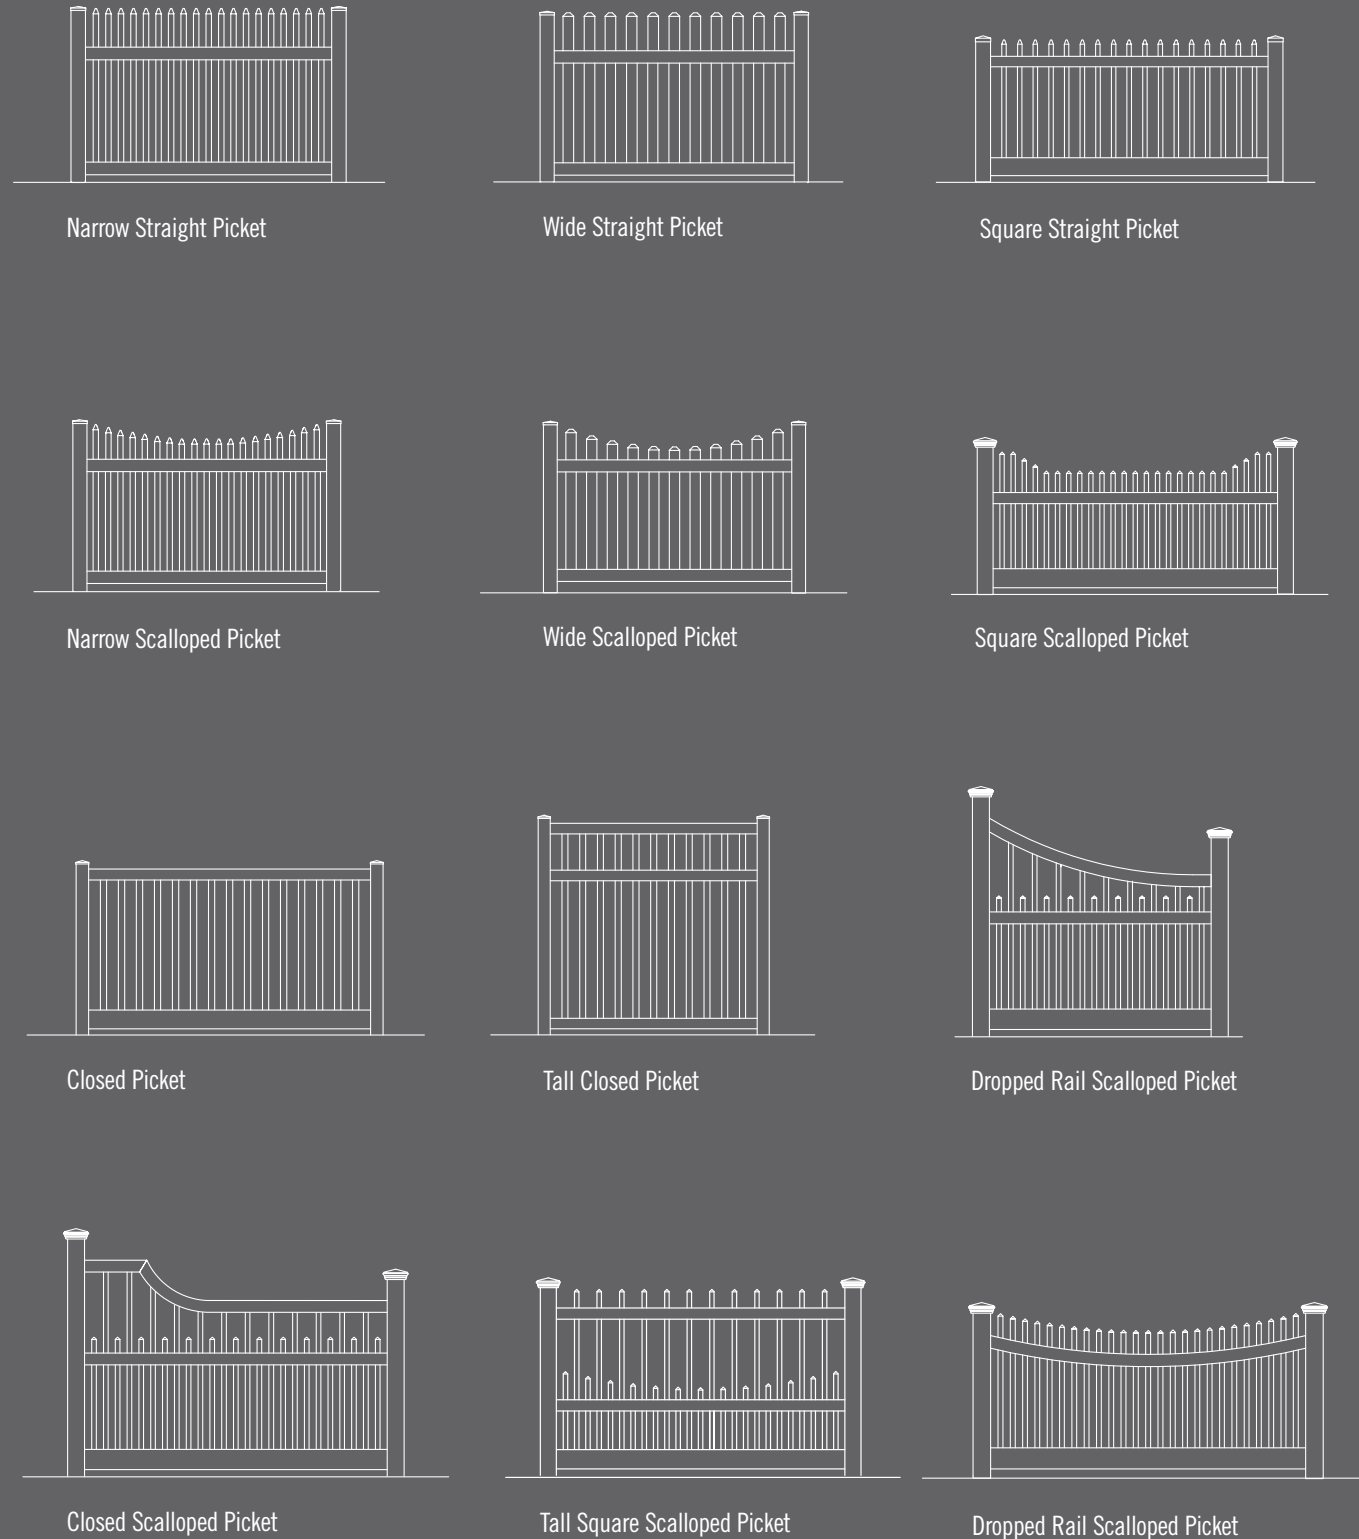 Narrow Straight Picket
Wide Straight Picket
Square Straight Picket
Narrow Scalloped Picket
Wide Scalloped Picket
Square Scalloped Picket
Closed Picket
Tall Closed Picket
Dropped Rail Scalloped Picket
Closed Scalloped Picket
Tall Square Scalloped Picket
Dropped Rail Scalloped Picket